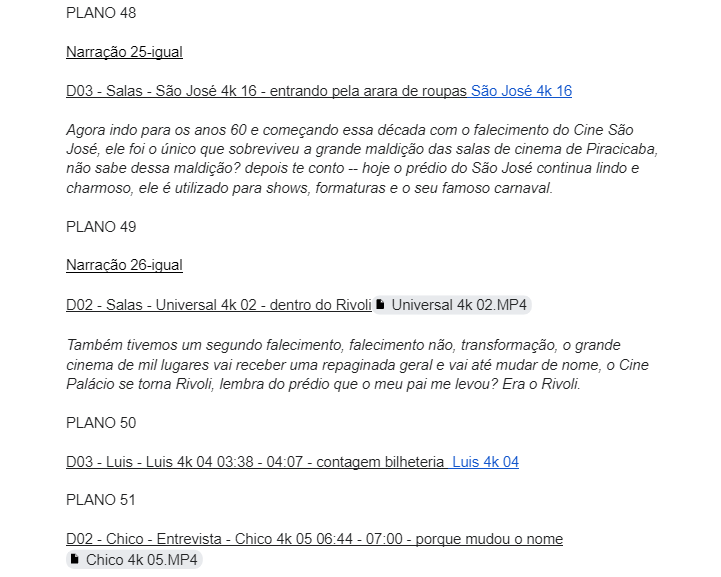 PLANO 48
Narração 25-igual
D03 - Salas - São José 4k 16 - entrando pela arara de roupas São José 4k 16
Agora indo para os anos 60 e começando essa década com o falecimento do Cine São
José, ele foi o único que sobreviveu a grande maldição das salas de cinema de Piracicaba,
não sabe dessa maldição? depois te conto -- hoje o prédio do São José continua lindo e
charmoso, ele é utilizado para shows, formaturas e o seu famoso carnaval.
PLANO 49
Narração 26-igual
D02 - Salas - Universal 4k 02 - dentro do Rivoli Universal 4k 02.MP4
Também tivemos um segundo falecimento, falecimento não, transformação, o grande
cinema de mil lugares vai receber uma repaginada geral e vai até mudar de nome, o Cine
Palácio se torna Rivoli, lembra do prédio que o meu pai me levou? Era o Rivoli.
PLANO 50
D03 - Luis - Luis 4k 04 03:38 - 04:07 - contagem bilheteria Luis 4k 04
PLANO 51
D02 - Chico - Entrevista - Chico 4k 05 06:44 - 07:00 - porque mudou o nome
Chico 4k 05.MP4